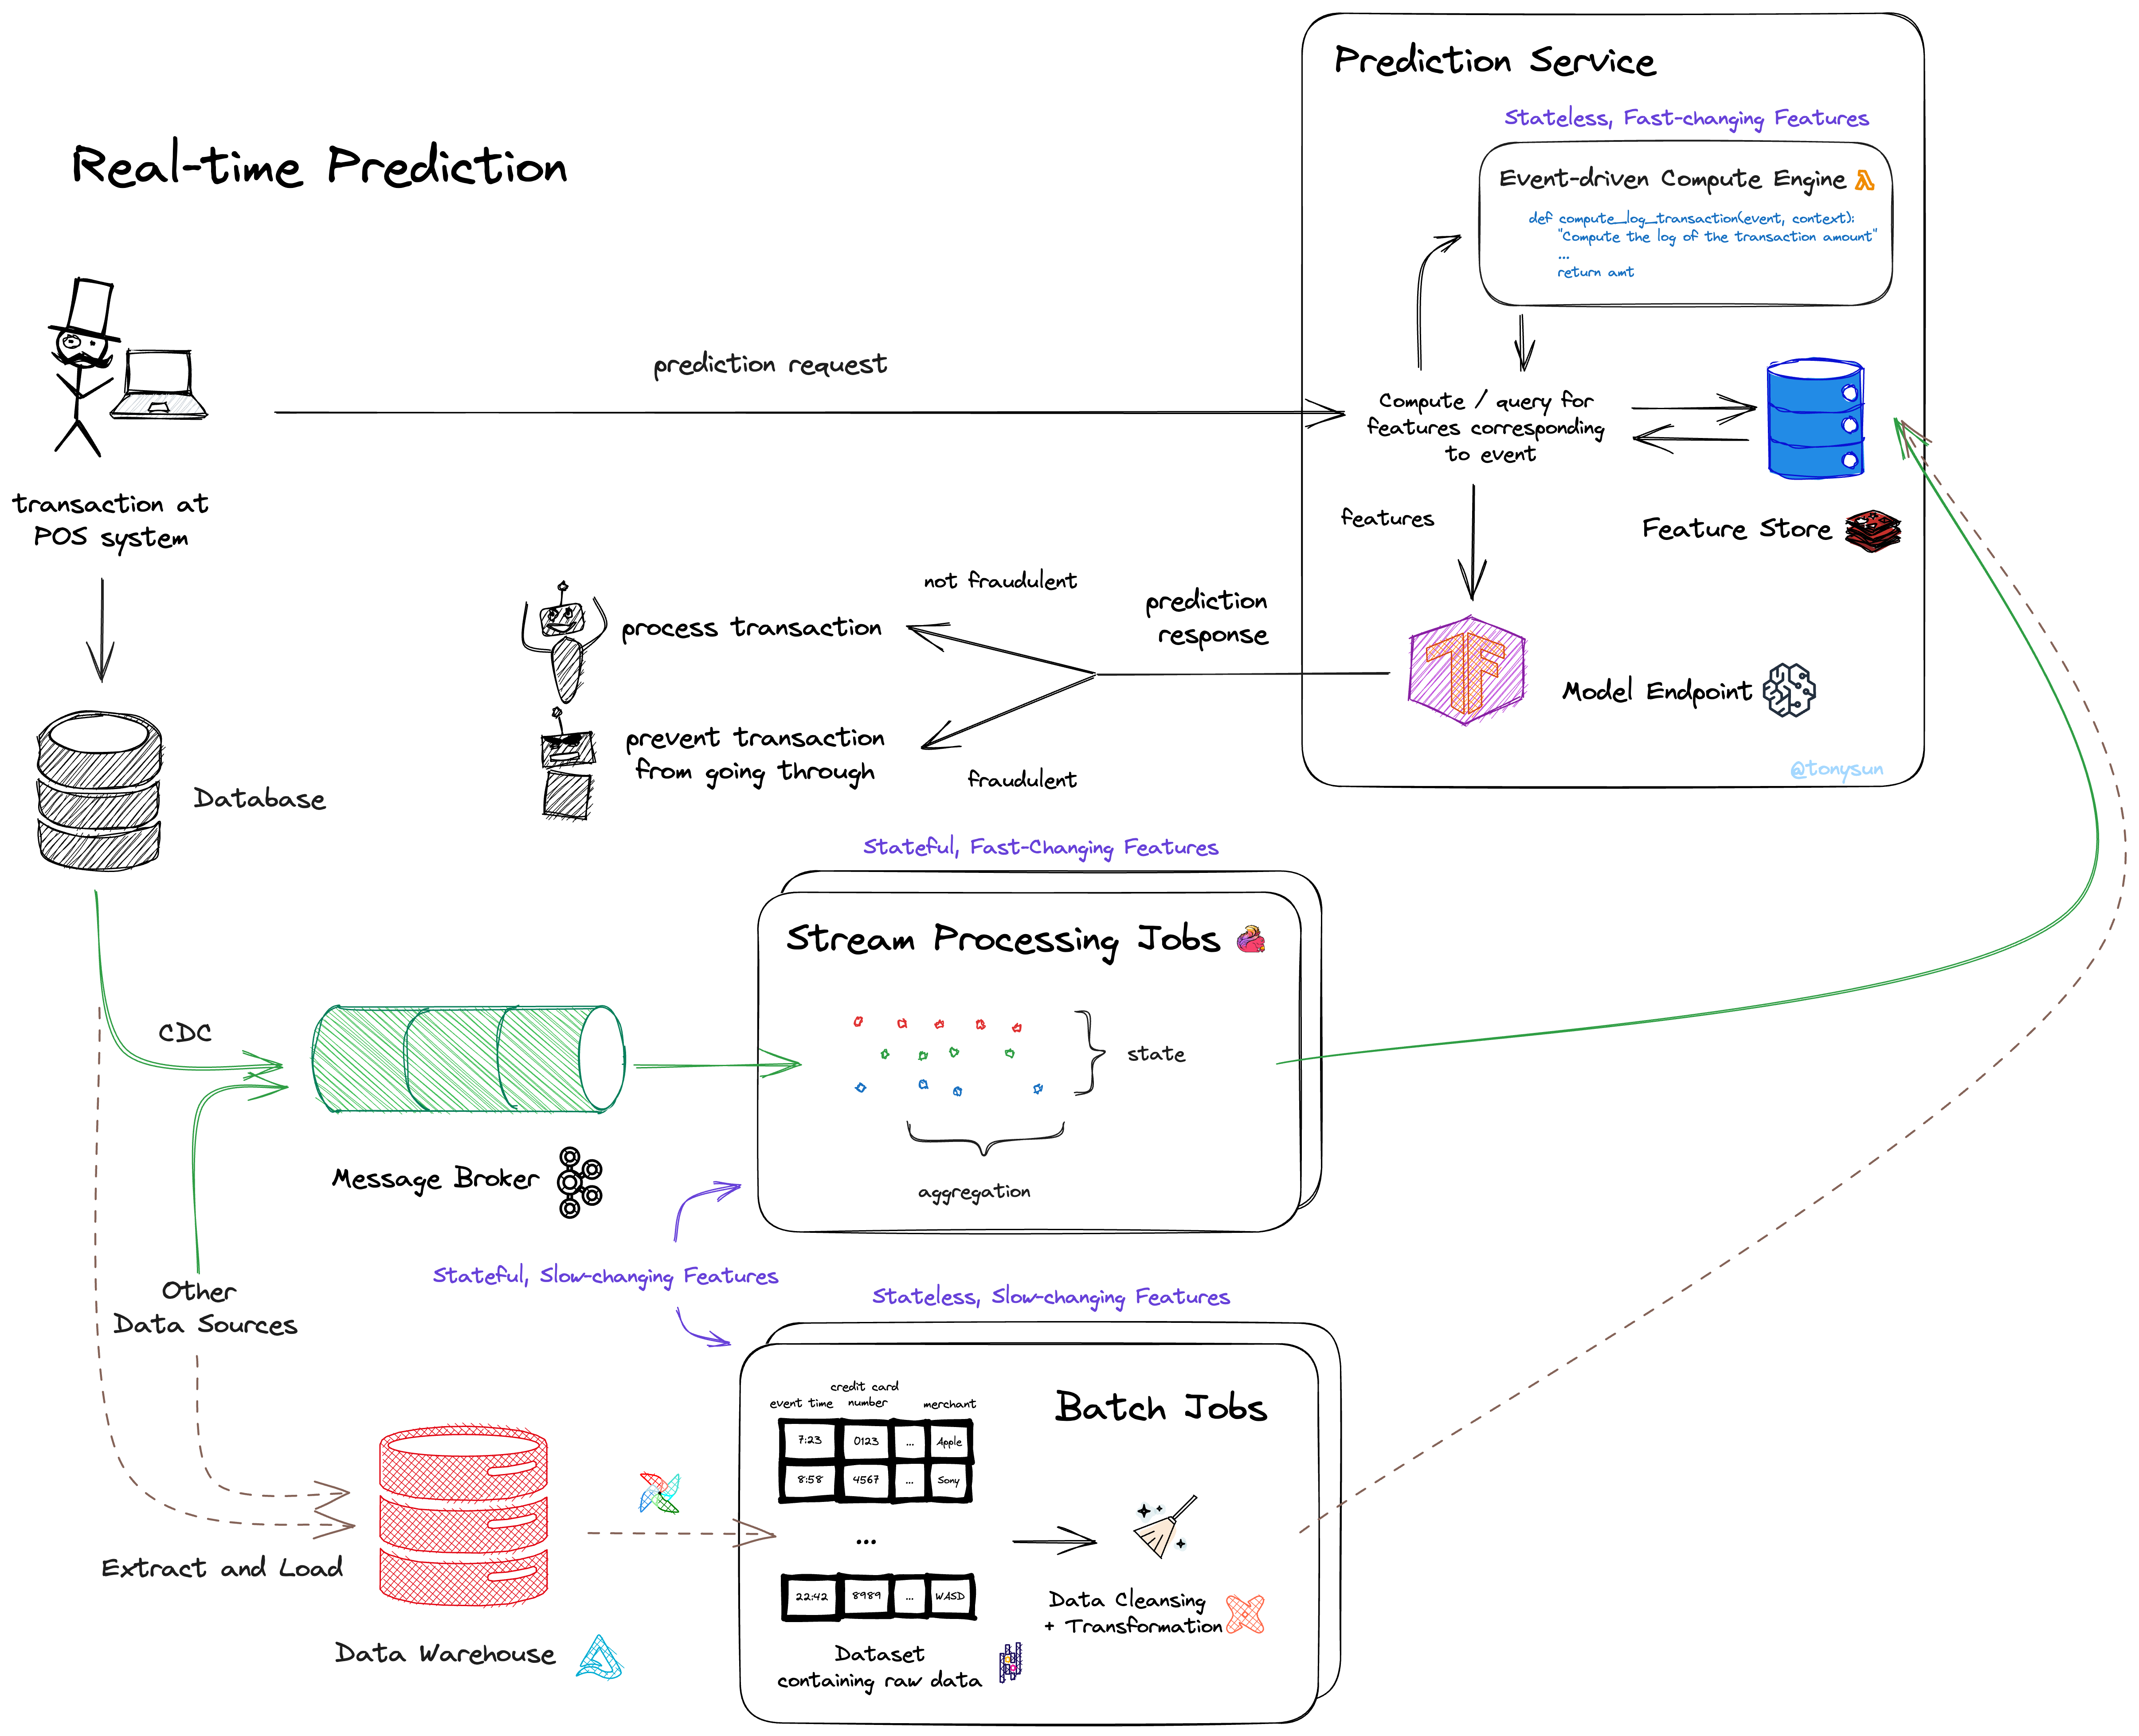 Real-time Prediction
Prediction Service
Stateless, Fast-changing Features
Event-driven Compute Engine
def compute_log_transaction(event, context):
"Compute the log of the transaction amount"
...
return amt
prediction request
Compute / query for
features corresponding
to event
transaction at
POS system
features
Feature Store
not fraudulent
prediction
response
process transaction
Model Endpoint
prevent transaction
from going through
fraudulent
@tonysun
Database
Stateful, Fast-Changing Features
Stream Processing Jobs
CDC
state
aggregation
Message Broker
Stateful, Slow-changing Features
Other
Data Sources
Stateless, Slow-changing Features
Batch Jobs
event time
credit card
number
merchant
7:23 0123 ... Apple
8:58 4567 ... Sony
...
22:42 8989 ... WASD
Extract and Load
Data Warehouse
Dataset
containing raw data
Data Cleansing
+ Transformation